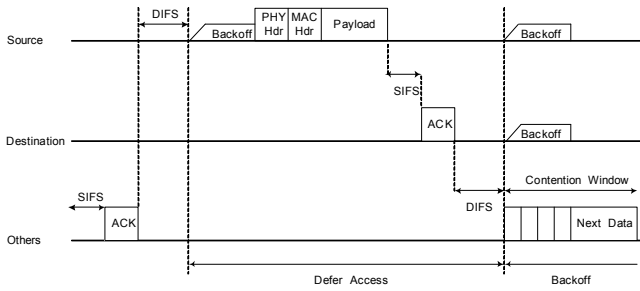 DIFS
PHY Hdr
MAC Hdr
Payload
Backoff
Backoff
Source
SIFS
ACK
Backoff
Destination
SIFS
Contention Window
DIFS
ACK
Next Data
Others
Defer Access
Backoff